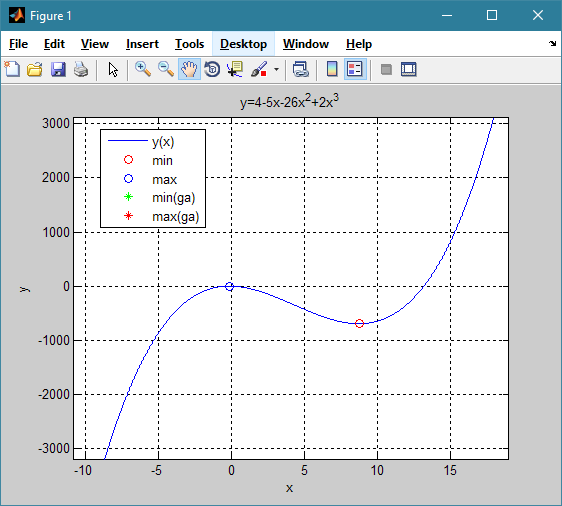 Figure 1
File Edit View Insert Tools Desktop Window Help
y=4-5x-26x²+2x³
y(x)
min
max
min(ga)
max(ga)
3000
2000
1000
0
-1000
-2000
-3000
y
-10 -5 0 5 10 15
x